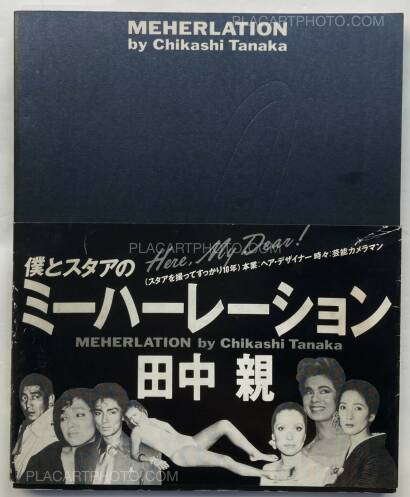 PLACARTPHOTO.COM
MEHERLATION
by Chikashi Tanaka
PLACARTPHOTO.COM
Here, My Dear!
僕とスタアの
(スタアを撮ってすっかり10年) 本業:ヘア・デザイナー 時々:芸能カメラマン
ミーハーレーション
MEHERLATION by Chikashi Tanaka
田中 親
PLACARTPHOTO.COM